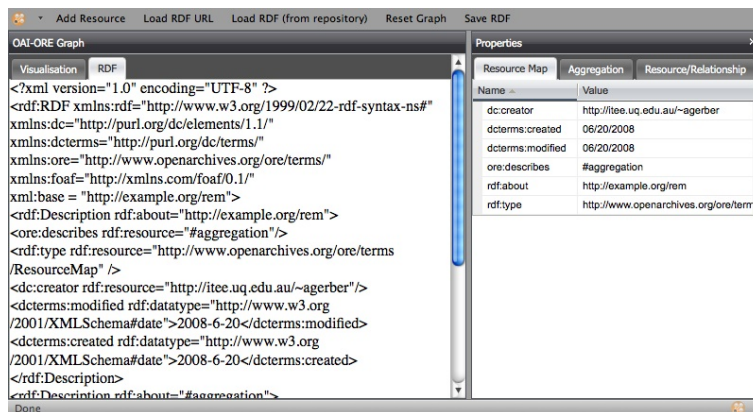 Add Resource Load RDF URL Load RDF (from repository) Reset Graph Save RDF
OAI-ORE Graph
Visualisation RDF
<?xml version="1.0" encoding="UTF-8" ?>
<rdf:RDF xmlns:rdf="http://www.w3.org/1999/02/22-rdf-syntax-ns#"
xmlns:dc="http://purl.org/dc/elements/1.1/"
xmlns:dcterms="http://purl.org/dc/terms/"
xmlns:ore="http://www.openarchives.org/ore/terms/"
xmlns:foaf="http://xmlns.com/foaf/0.1/"
xml:base = "http://example.org/rem">
<rdf:Description rdf:about="http://example.org/rem">
<ore:describes rdf:resource="#aggregation"/>
<rdf:type rdf:resource="http://www.openarchives.org/ore/terms
/ResourceMap" />
<dc:creator rdf:resource="http://itee.uq.edu.au/~agerber"/>
<dcterms:modified rdf:datatype="http://www.w3.org
/2001/XMLSchema#date">2008-6-20</dcterms:modified>
<dcterms:created rdf:datatype="http://www.w3.org
/2001/XMLSchema#date">2008-6-20</dcterms:created>
</rdf:Description>
<rdf:Description rdf:about="#aggregation">
Properties
Resource Map Aggregation Resource/Relationship
Name Value
dc:creator http://itee.uq.edu.au/~agerber
dcterms:created 06/20/2008
dcterms:modified 06/20/2008
ore:describes #aggregation
rdf:about http://example.org/rem
rdf:type http://www.openarchives.org/ore/term
Done